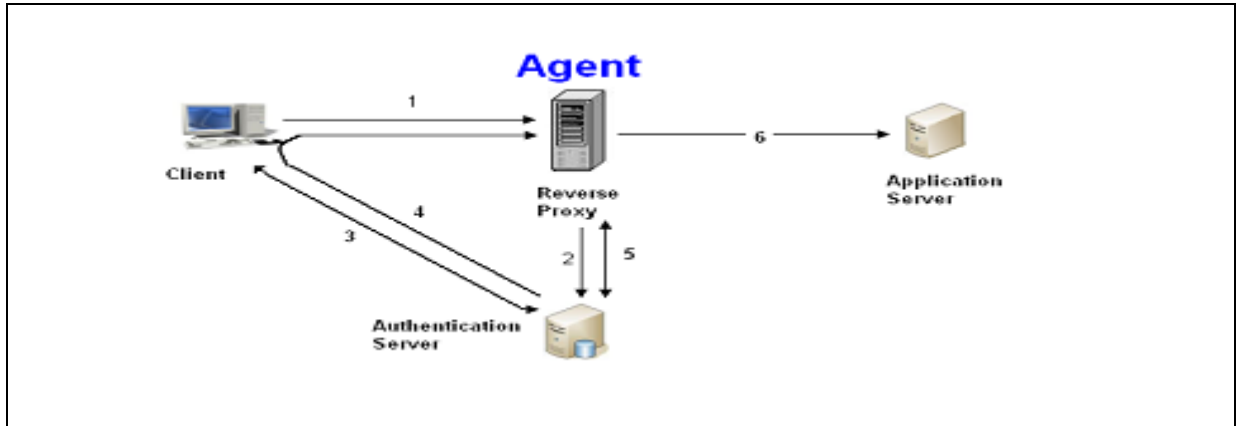 Agent
1
6
Client
Reverse
Proxy
Application
Server
4
3
2
5
Authentication
Server